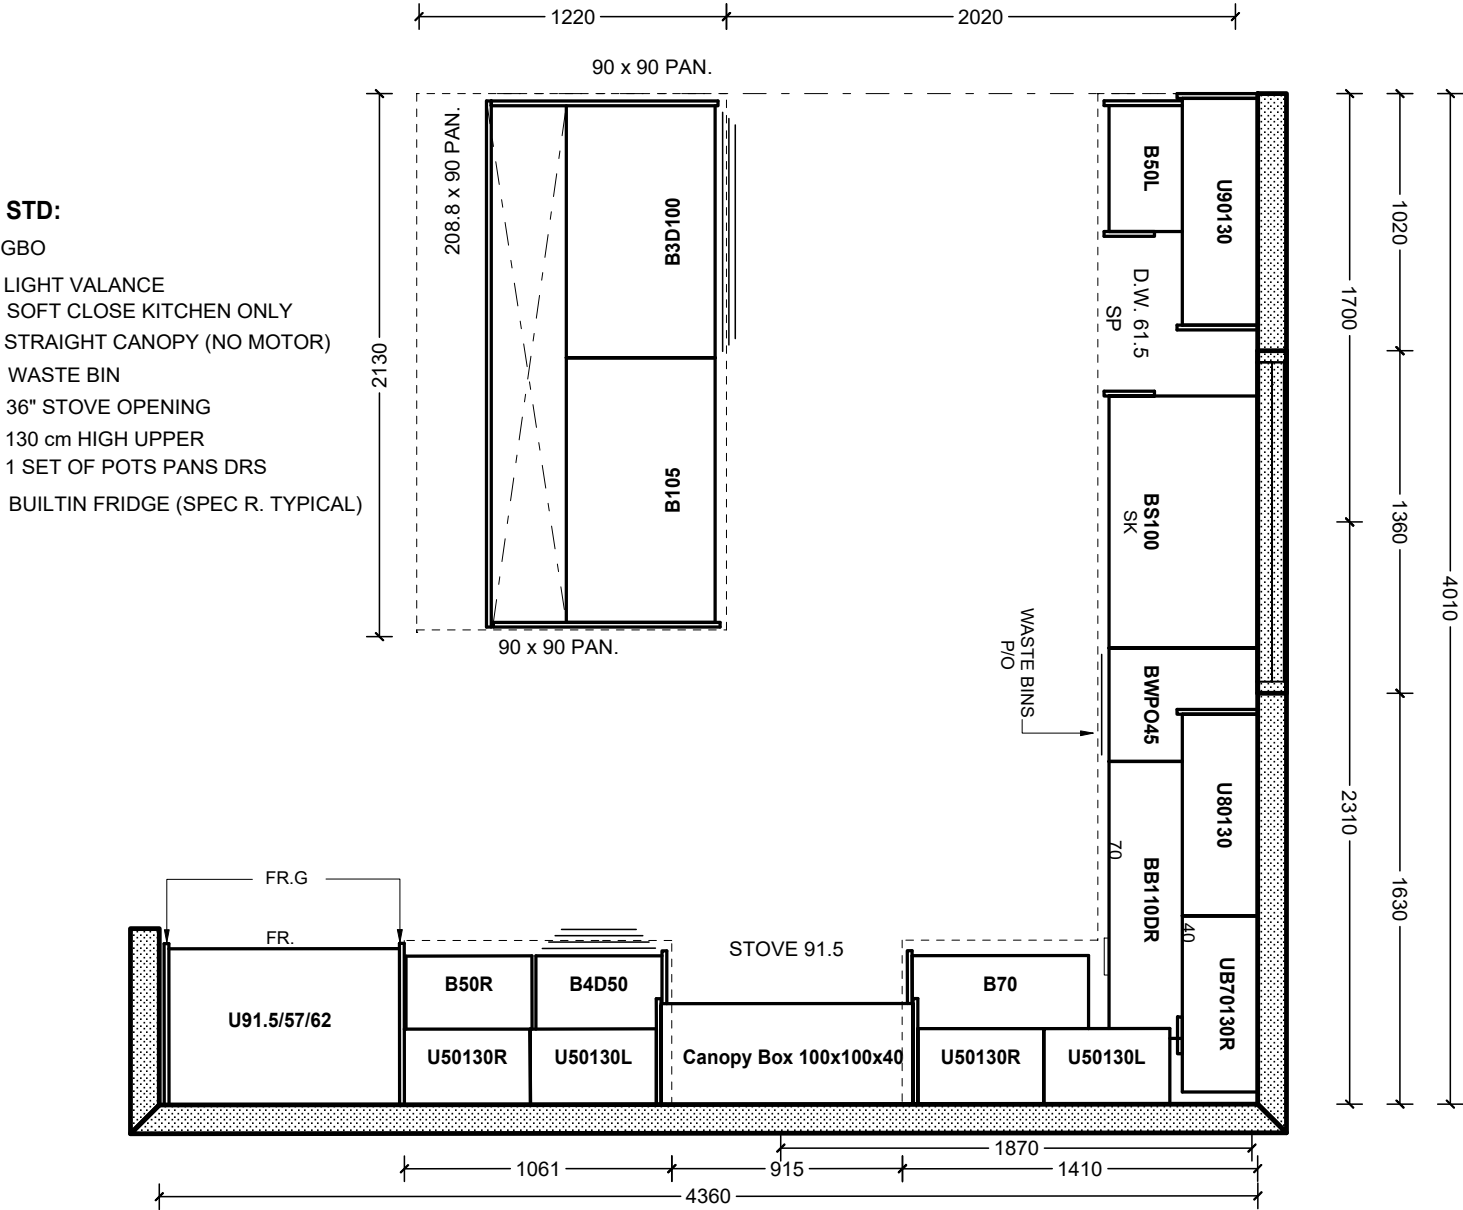 1220
2020
90 x 90 PAN.
208.8 x 90 PAN.
STD:
GBO
LIGHT VALANCE
SOFT CLOSE KITCHEN ONLY
STRAIGHT CANOPY (NO MOTOR)
WASTE BIN
36" STOVE OPENING
130 cm HIGH UPPER
1 SET OF POTS PANS DRS
BUILTIN FRIDGE (SPEC R. TYPICAL)
2130
B3D100
B105
90 x 90 PAN.
B50L
U90130
D.W. 61.5
SP
BS100
SK
WASTE BINS
P/O
BWPO45
U80130
70
BB110DR
40
UB70130R
1020
1700
1360
4010
2310
1630
FR.G
FR.
U91.5/57/62
B50R
B4D50
U50130R
U50130L
STOVE 91.5
Canopy Box 100x100x40
B70
U50130R
U50130L
1870
1061
915
1410
4360